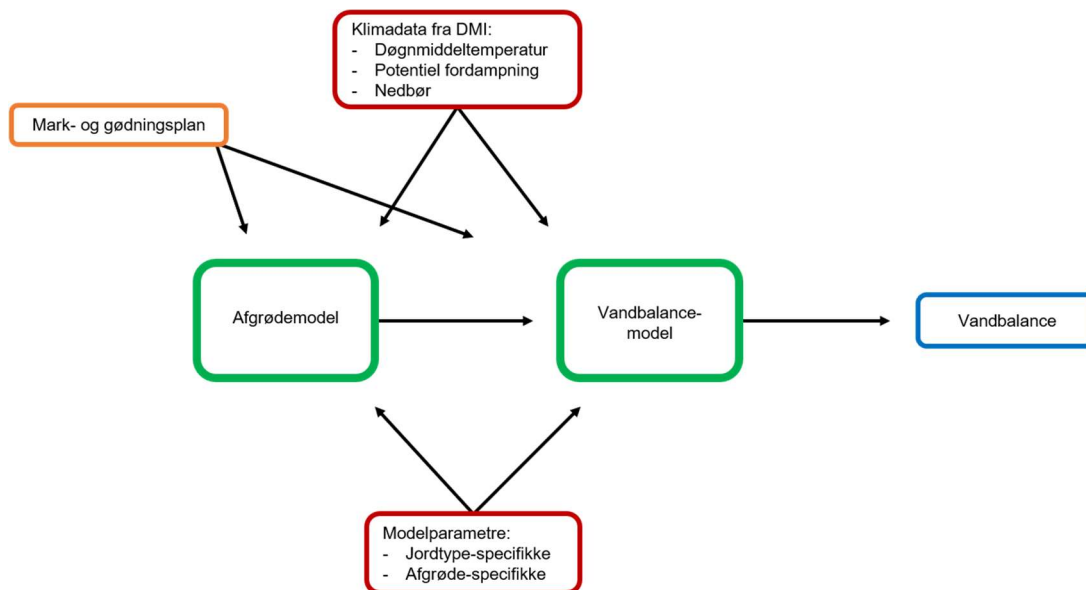 Klimadata fra DMI:
- Døgnmiddeltemperatur
- Potentiel fordampning
- Nedbør
Mark- og gødningsplan
Afgrødemodel
Vandbalance-
model
Vandbalance
Modelparametre:
- Jordtype-specifikke
- Afgrøde-specifikke